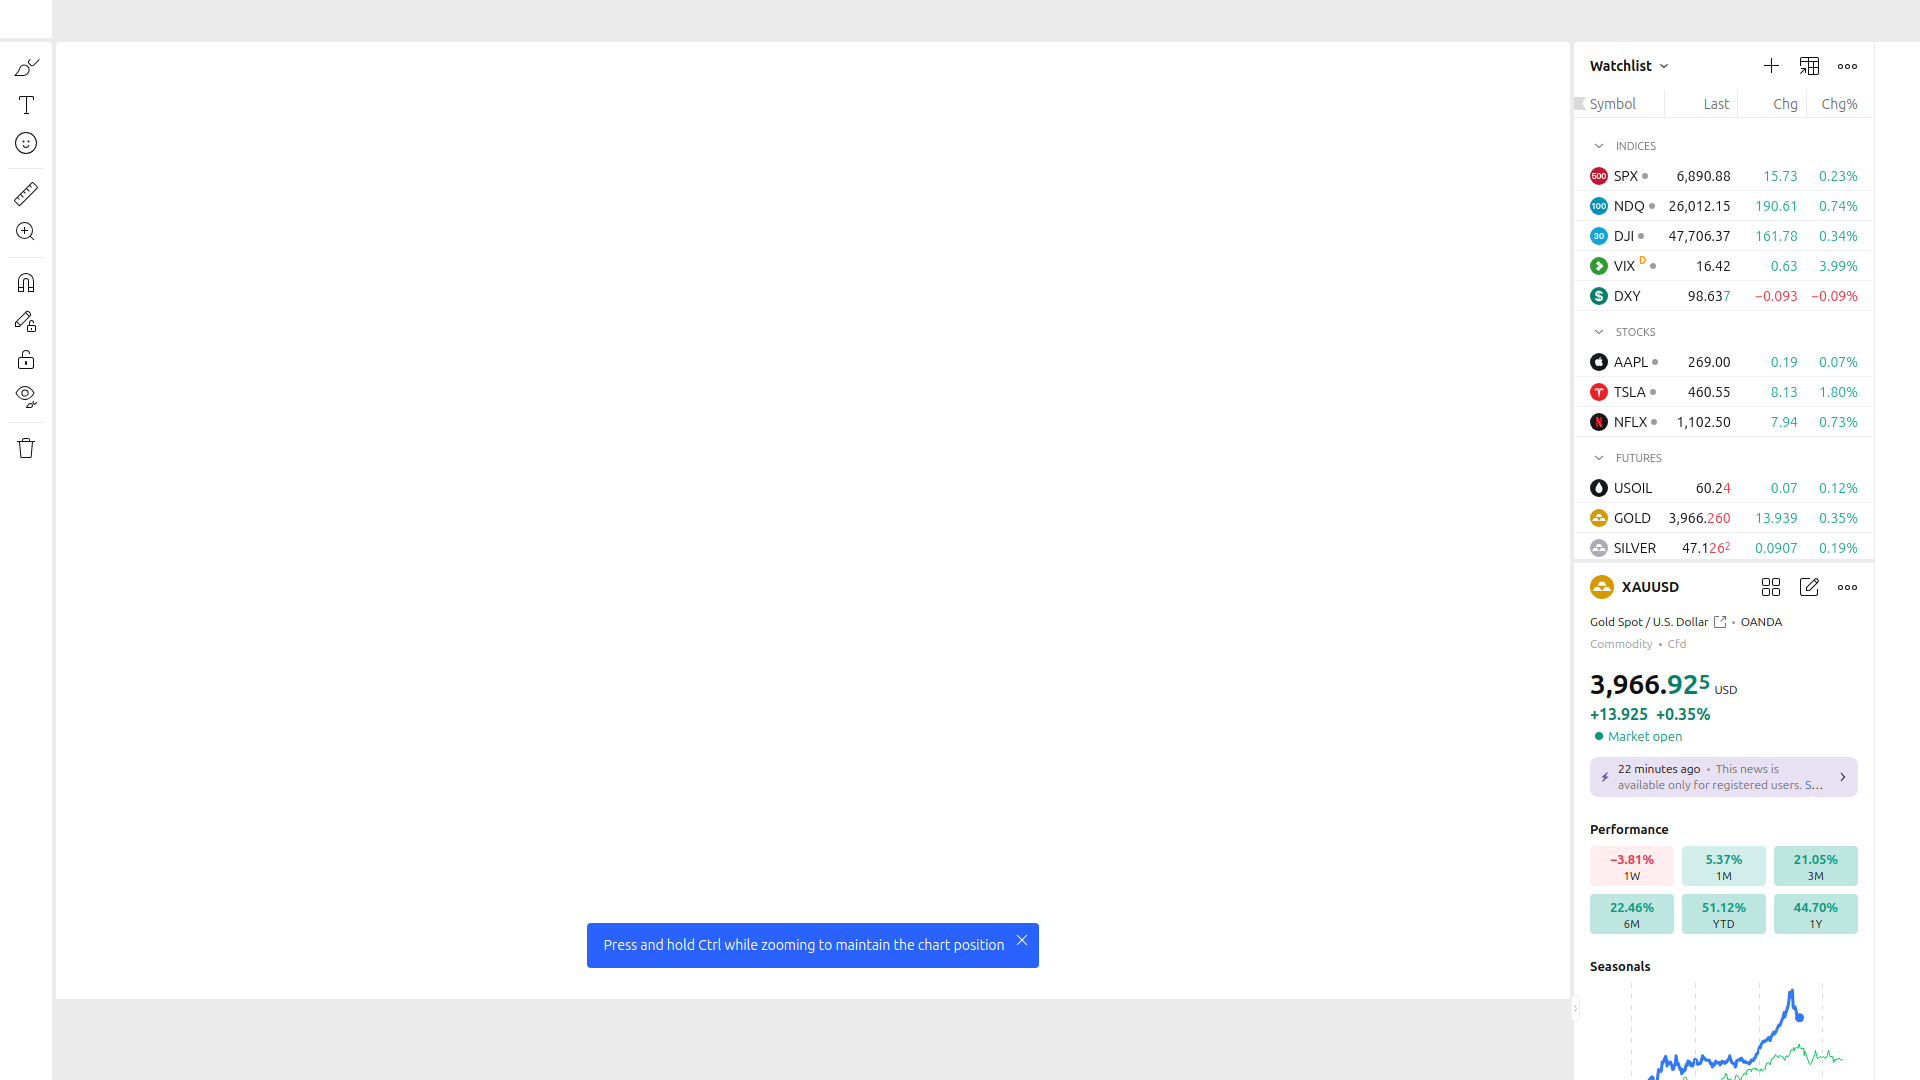 Watchlist
Symbol Last Chg Chg%
INDICES
500 SPX 6,890.88 15.73 0.23%
100 NDQ 26,012.15 190.61 0.74%
30 DJI 47,706.37 161.78 0.34%
VIX D 16.42 0.63 3.99%
$ DXY 98.637 −0.093 −0.09%
STOCKS
AAPL 269.00 0.19 0.07%
TSLA 460.55 8.13 1.80%
N NFLX 1,102.50 7.94 0.73%
FUTURES
USOIL 60.24 0.07 0.12%
GOLD 3,966.260 13.939 0.35%
SILVER 47.126² 0.0907 0.19%
XAUUSD
Gold Spot / U.S. Dollar • OANDA
Commodity • Cfd
3,966.92⁵ USD
+13.925 +0.35%
Market open
22 minutes ago • This news is
available only for registered users. S...
Performance
−3.81% 5.37% 21.05%
1W 1M 3M
22.46% 51.12% 44.70%
6M YTD 1Y
Seasonals
Press and hold Ctrl while zooming to maintain the chart position